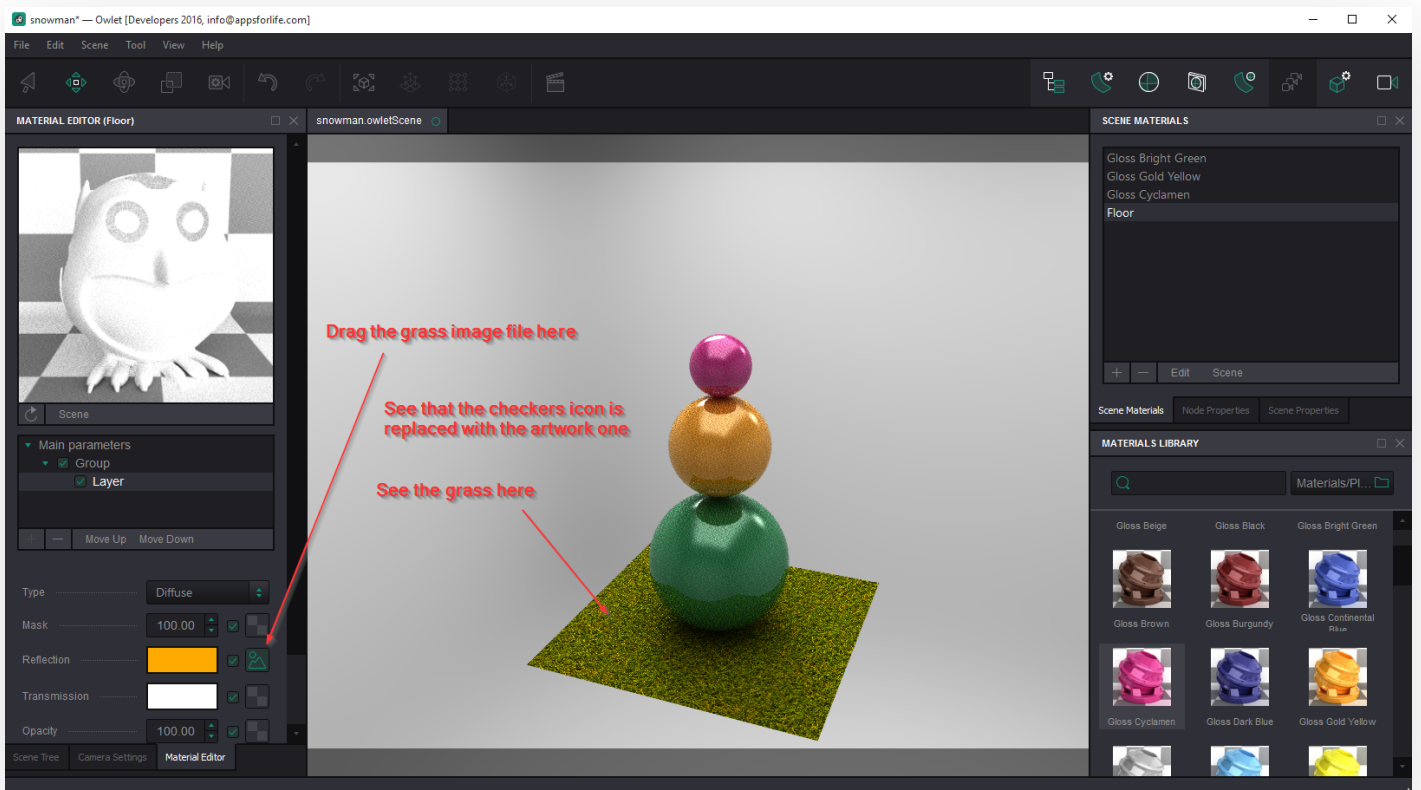 snowman* — Owlet [Developers 2016, info@appsforlife.com]
File Edit Scene Tool View Help
MATERIAL EDITOR (Floor)
snowman.owletScene
SCENE MATERIALS
Gloss Bright Green
Gloss Gold Yellow
Gloss Cyclamen
Floor
Drag the grass image file here
See that the checkers icon is
replaced with the artwork one
See the grass here
Scene
Main parameters
Group
Layer
Move Up Move Down
Type Diffuse
Mask 100.00
Reflection
Transmission
Opacity 100.00
Scene Tree Camera Settings Material Editor
Edit Scene
Scene Materials Node Properties Scene Properties
MATERIALS LIBRARY
Materials/Pl...
Gloss Beige Gloss Black Gloss Bright Green
Gloss Brown Gloss Burgundy Gloss Continental
Blue
Gloss Cyclamen Gloss Dark Blue Gloss Gold Yellow